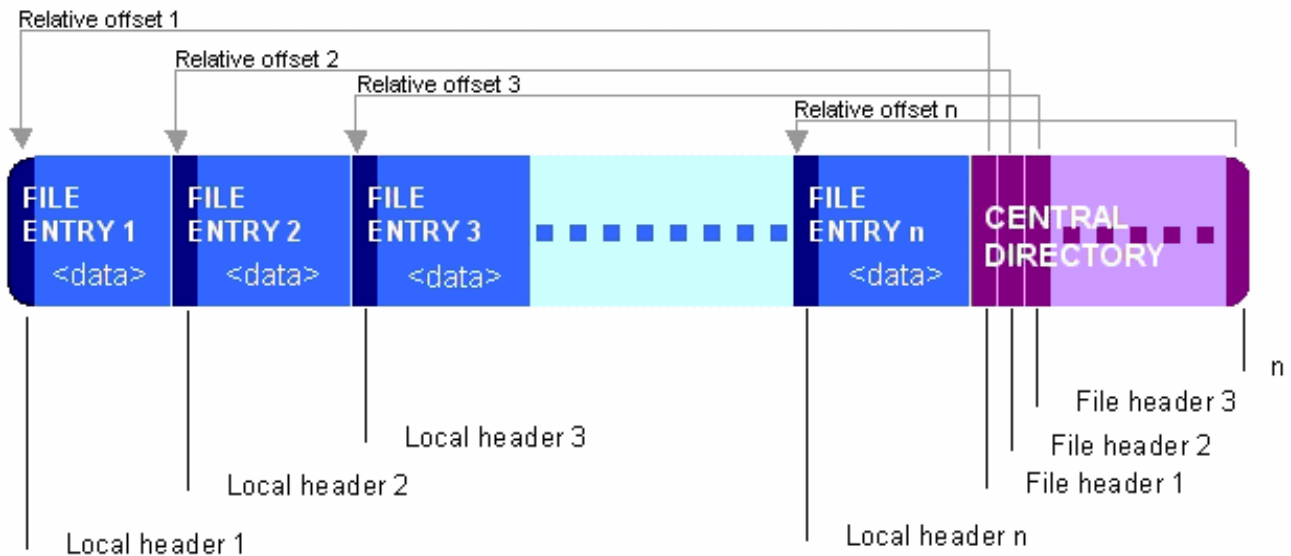 Relative offset 1
Relative offset 2
Relative offset 3
Relative offset n
FILE
ENTRY 1
<data>
FILE
ENTRY 2
<data>
FILE
ENTRY 3
<data>
FILE
ENTRY n
<data>
CENTRAL
DIRECTORY
n
File header 3
Local header 3
File header 2
Local header 2
File header 1
Local header n
Local header 1